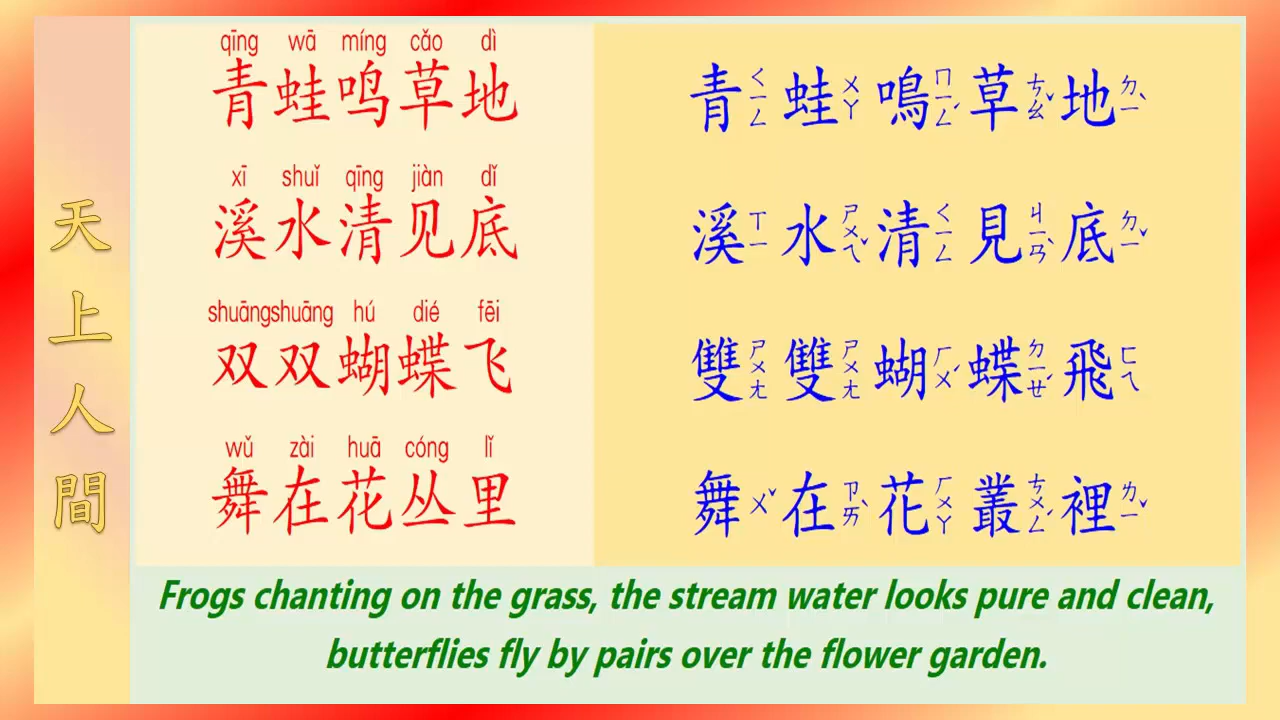 天上人間
qīng wā míng cǎo dì
青蛙鸣草地
xī shuǐ qīng jiàn dǐ
溪水清见底
shuāngshuāng hú dié fēi
双双蝴蝶飞
wǔ zài huā cóng lǐ
舞在花丛里
青ㄑㄧㄥ蛙ㄨㄚ鳴ㄇㄧㄥˊ草ㄘㄠˇ地ㄉㄧˋ
溪ㄒㄧ水ㄕㄨㄟˇ清ㄑㄧㄥ見ㄐㄧㄢˋ底ㄉㄧˇ
雙ㄕㄨㄤ雙ㄕㄨㄤ蝴ㄏㄨˊ蝶ㄉㄧㄝˊ飛ㄈㄟ
舞ㄨˇ在ㄗㄞˋ花ㄏㄨㄚ叢ㄘㄨㄥˊ裡ㄌㄧˇ
Frogs chanting on the grass, the stream water looks pure and clean,
butterflies fly by pairs over the flower garden.